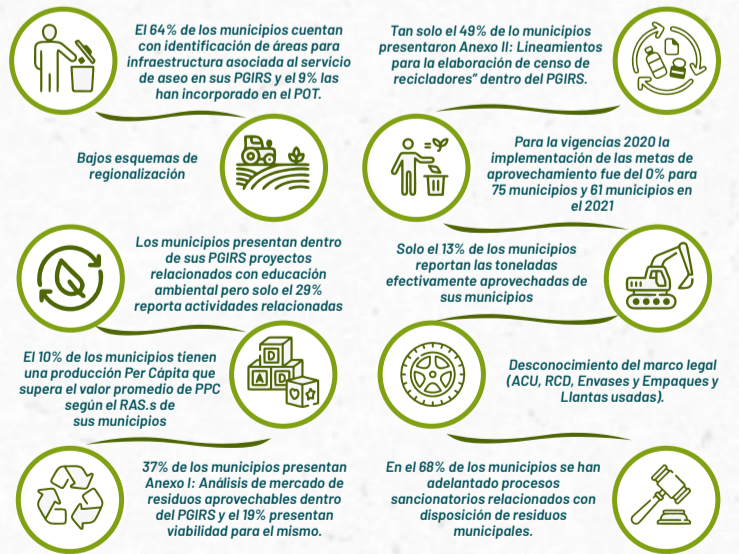 El 64% de los municipios cuentan
con identificación de áreas para
infraestructura asociada al servicio
de aseo en sus PGIRS y el 9% las
han incorporado en el POT.
Bajos esquemas de
regionalización
Los municipios presentan dentro
de sus PGIRS proyectos
relacionados con educación
ambiental pero solo el 29%
reporta actividades relacionadas
El 10% de los municipios tienen
una producción Per Cápita que
supera el valor promedio de PPC
según el RAS.s de
sus municipios
D
A
D
37% de los municipios presentan
Anexo I: Análisis de mercado de
residuos aprovechables dentro
del PGIRS y el 19% presentan
viabilidad para el mismo.
Tan solo el 49% de lo municipios
presentaron Anexo II: Lineamientos
para la elaboración de censo de
recicladores” dentro del PGIRS.
Para la vigencias 2020 la
implementación de las metas de
aprovechamiento fue del 0% para
75 municipios y 61 municipios en
el 2021
Solo el 13% de los municipios
reportan las toneladas
efectivamente aprovechadas de
sus municipios
Desconocimiento del marco legal
(ACU, RCD, Envases y Empaques y
Llantas usadas).
En el 68% de los municipios se han
adelantado procesos
sancionatorios relacionados con
disposición de residuos
municipales.